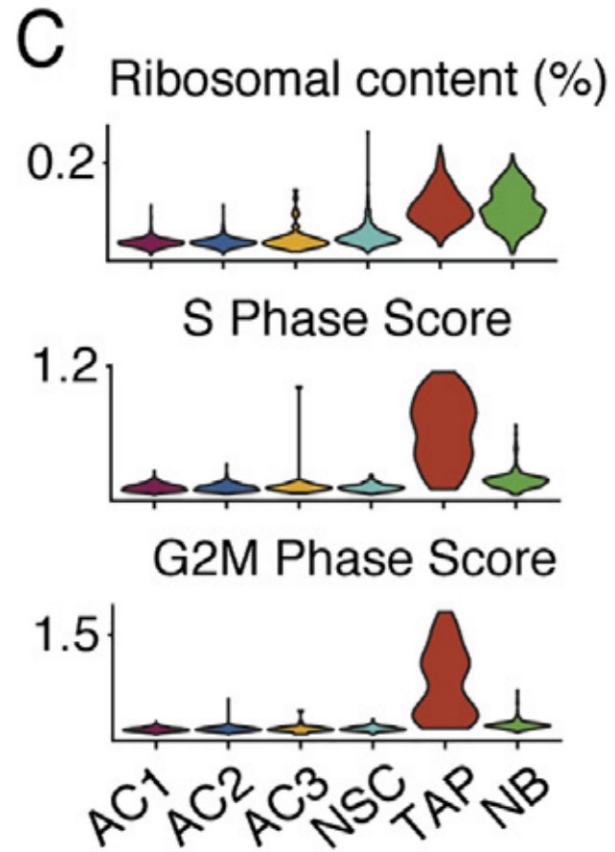 C
Ribosomal content (%)
0.2
S Phase Score
1.2
G2M Phase Score
1.5
AC1 AC2 AC3 NSC TAP NB